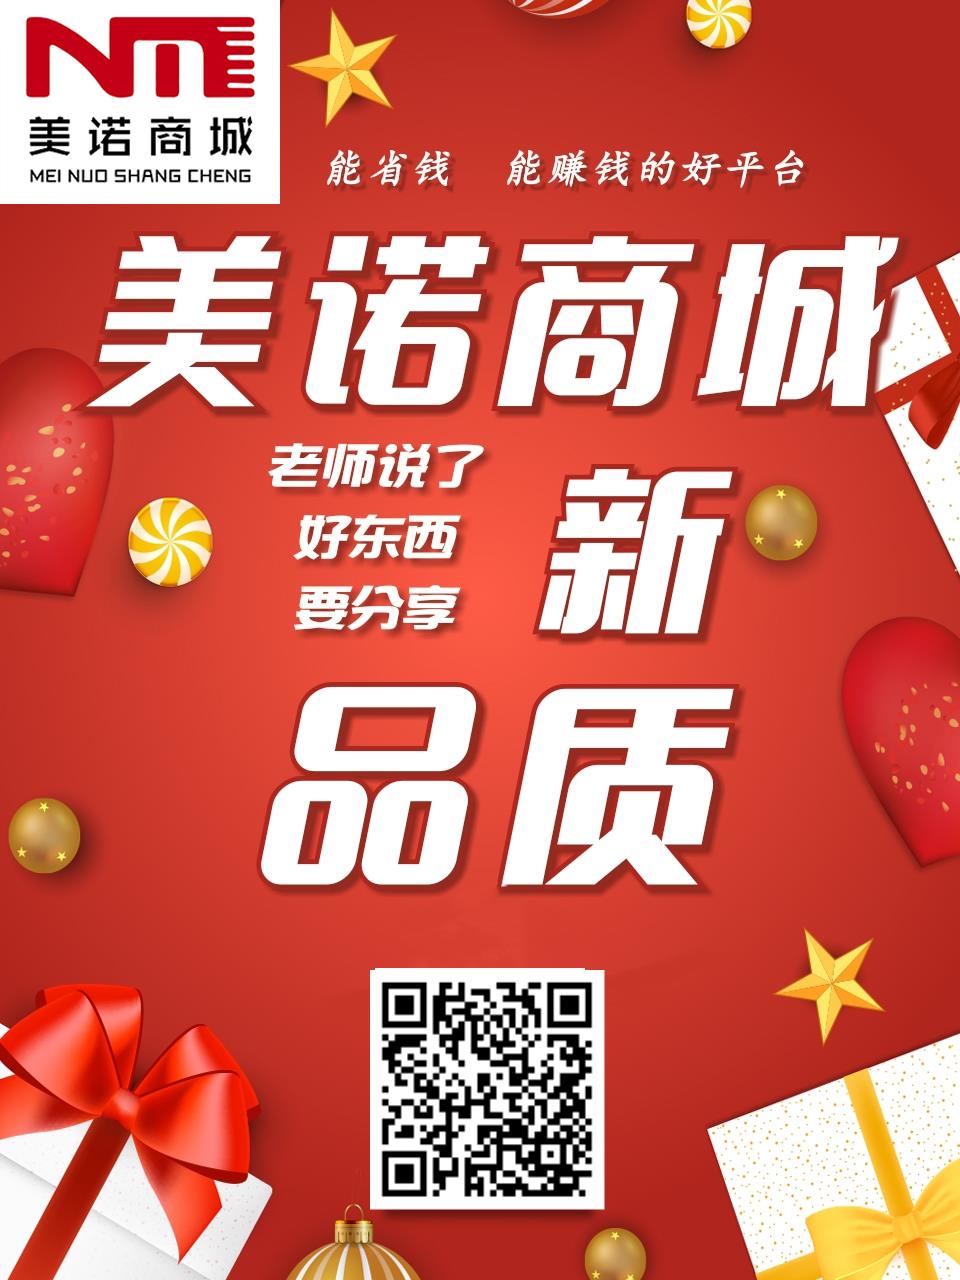 美诺商城
MEI NUO SHANG CHENG
能省钱 能赚钱的好平台
美诺商城
老师说了
好东西
要分享
新
品质